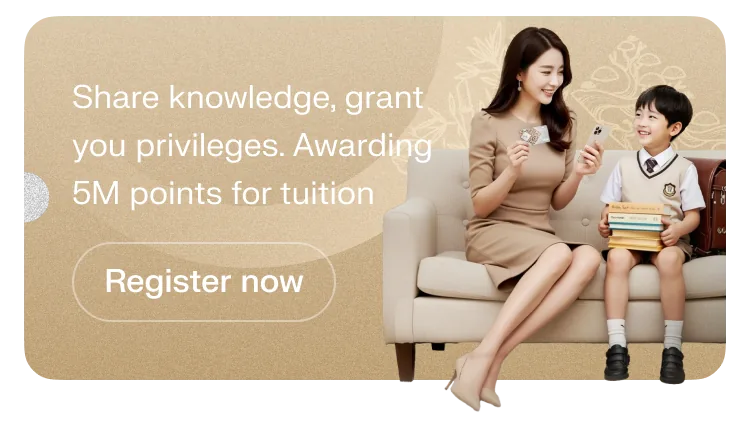 Share knowledge, grant
you privileges. Awarding
5M points for tuition
Register now